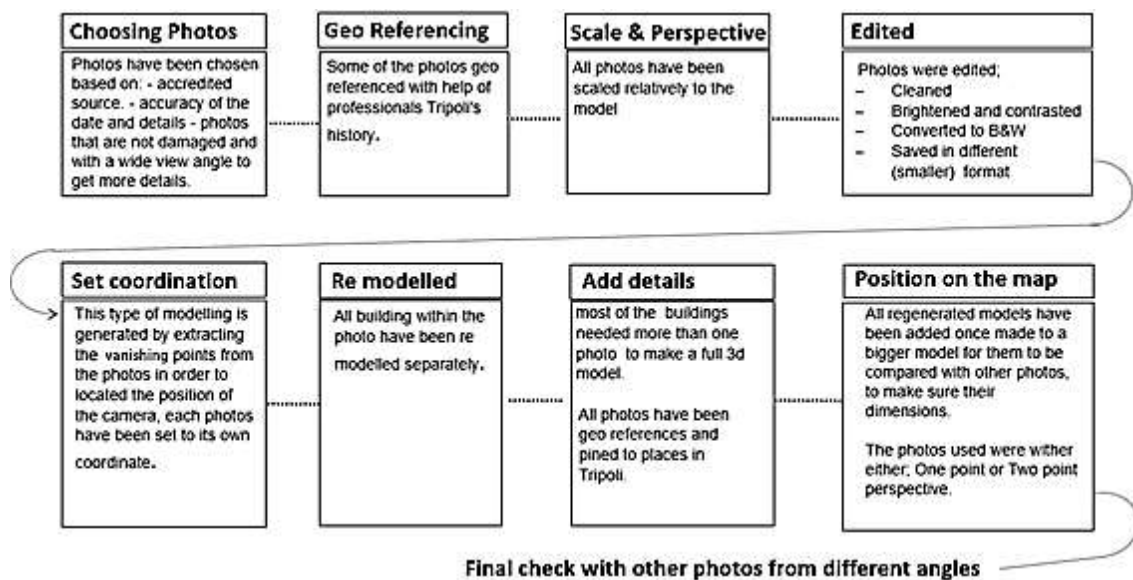 Choosing Photos
Photos have been chosen
based on: - accredited
source. - accuracy of the
date and details - photos
that are not damaged and
with a wide view angle to
get more details.
Geo Referencing
Some of the photos geo
referenced with help of
professionals Tripoli's
history.
Scale & Perspective
All photos have been
scaled relatively to the
model
Edited
Photos were edited;
– Cleaned
– Brightened and contrasted
– Converted to B&W
– Saved in different
(smaller) format
Set coordination
This type of modelling is
generated by extracting
the vanishing points from
the photos in order to
located the position of
the camera, each photos
have been set to its own
coordinate.
Re modelled
All building within the
photo have been re
modelled separately.
Add details
most of the buildings
needed more than one
photo to make a full 3d
model.
All photos have been
geo references and
pined to places in
Tripoli.
Position on the map
All regenerated models have
been added once made to a
bigger model for them to be
compared with other photos,
to make sure their
dimensions.
The photos used were wither
either; One point or Two point
perspective.
Final check with other photos from different angles